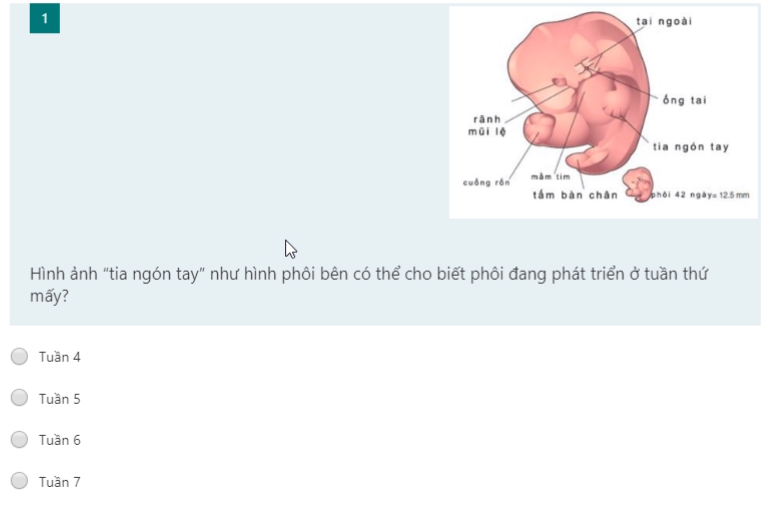 1
tai ngoài
ống tai
rãnh
mũi lệ
tia ngón tay
cuống rốn
mầm tim
tấm bàn chân
phôi 42 ngày= 12.5 mm
Hình ảnh “tia ngón tay” như hình phôi bên có thể cho biết phôi đang phát triển ở tuần thứ
mấy?
Tuần 4
Tuần 5
Tuần 6
Tuần 7